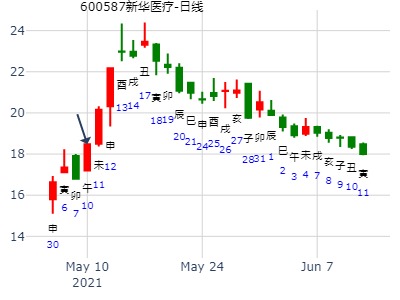 600587新华医疗-日线
24
22
20
18
16
14
申
30
寅
6
卯
7
午
10
未
11
申
12
酉
13
戌
14
丑
17
寅
18
卯
19
辰
20
巳
21
申
24
酉
25
戌
26
亥
27
子
28
卯
31
辰
1
巳
2
午
3
未
4
戌
7
亥
8
子
9
丑
10
寅
11
May 10
2021
May 24
Jun 7